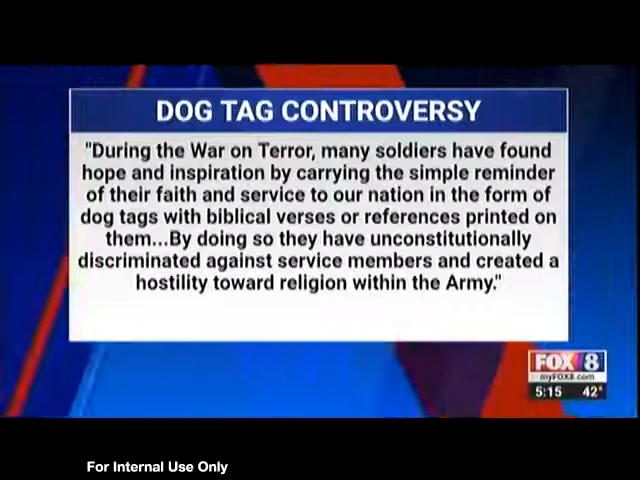 DOG TAG CONTROVERSY
"During the War on Terror, many soldiers have found
hope and inspiration by carrying the simple reminder
of their faith and service to our nation in the form of
dog tags with biblical verses or references printed on
them...By doing so they have unconstitutionally
discriminated against service members and created a
hostility toward religion within the Army."
FOX 8
myFOX8.com
5:15 42°
For Internal Use Only